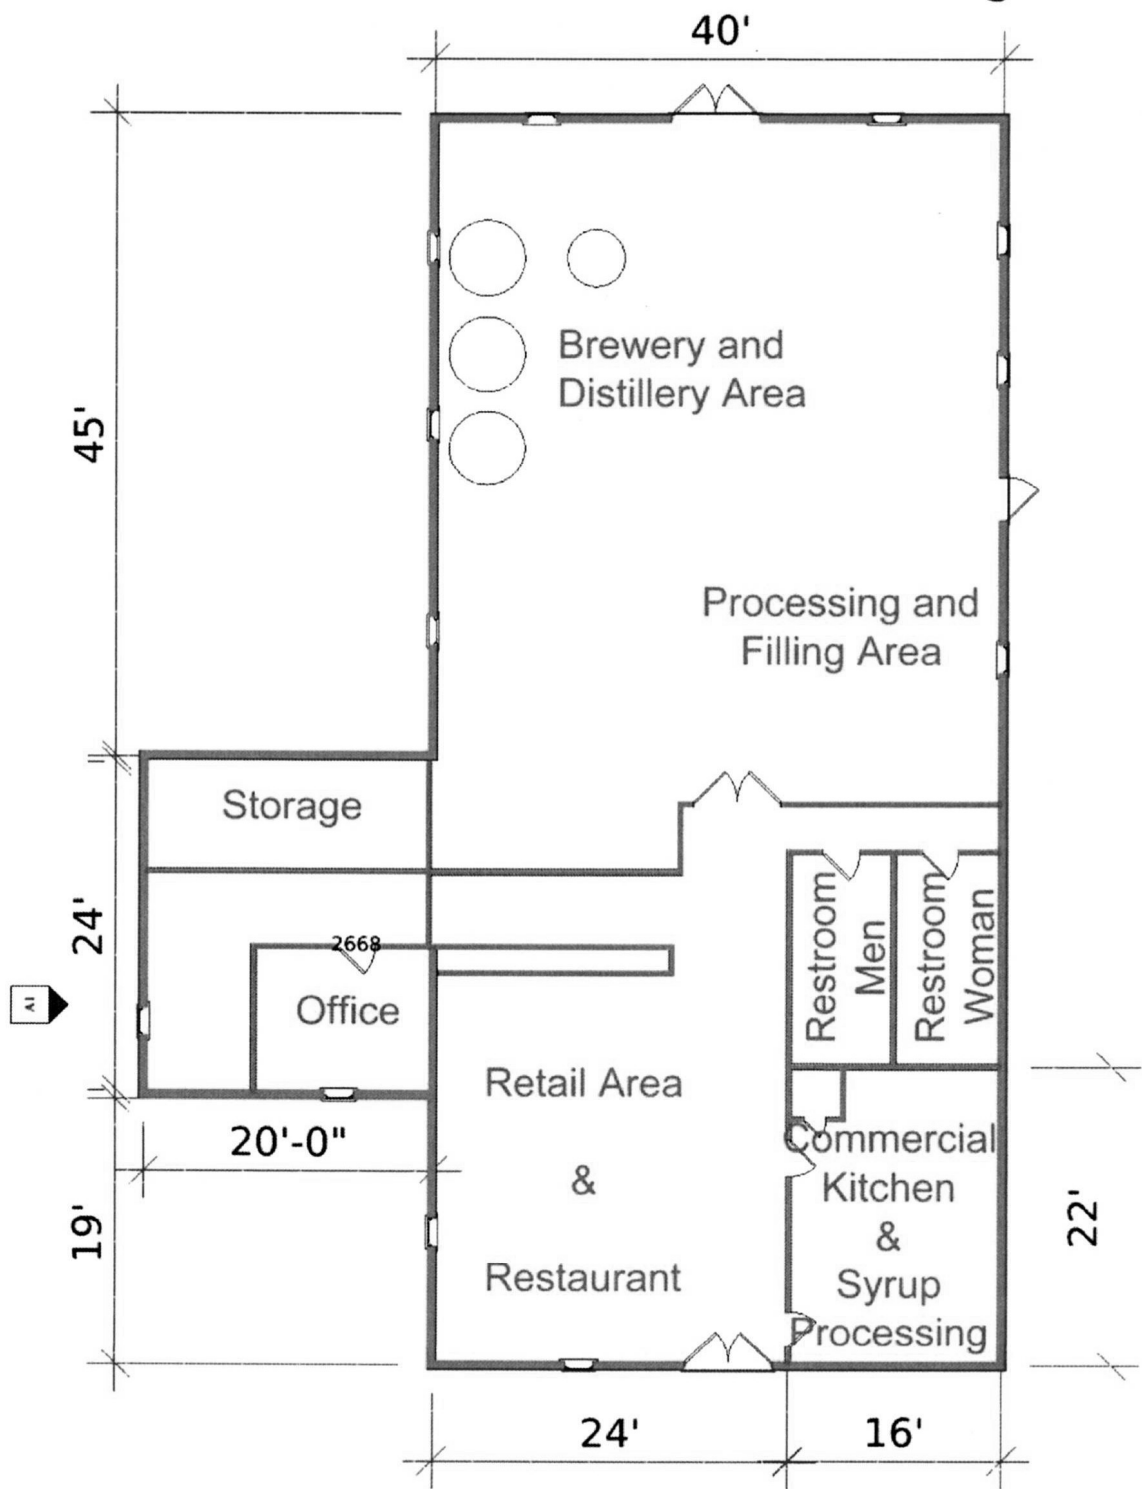 40'
45'
Brewery and
Distillery Area
Processing and
Filling Area
Storage
24'
2668
Office
A1
Restroom
Men
Restroom
Woman
Retail Area
&
Restaurant
20'-0"
19'
Commercial
Kitchen
&
Syrup
Processing
22'
24'
16'